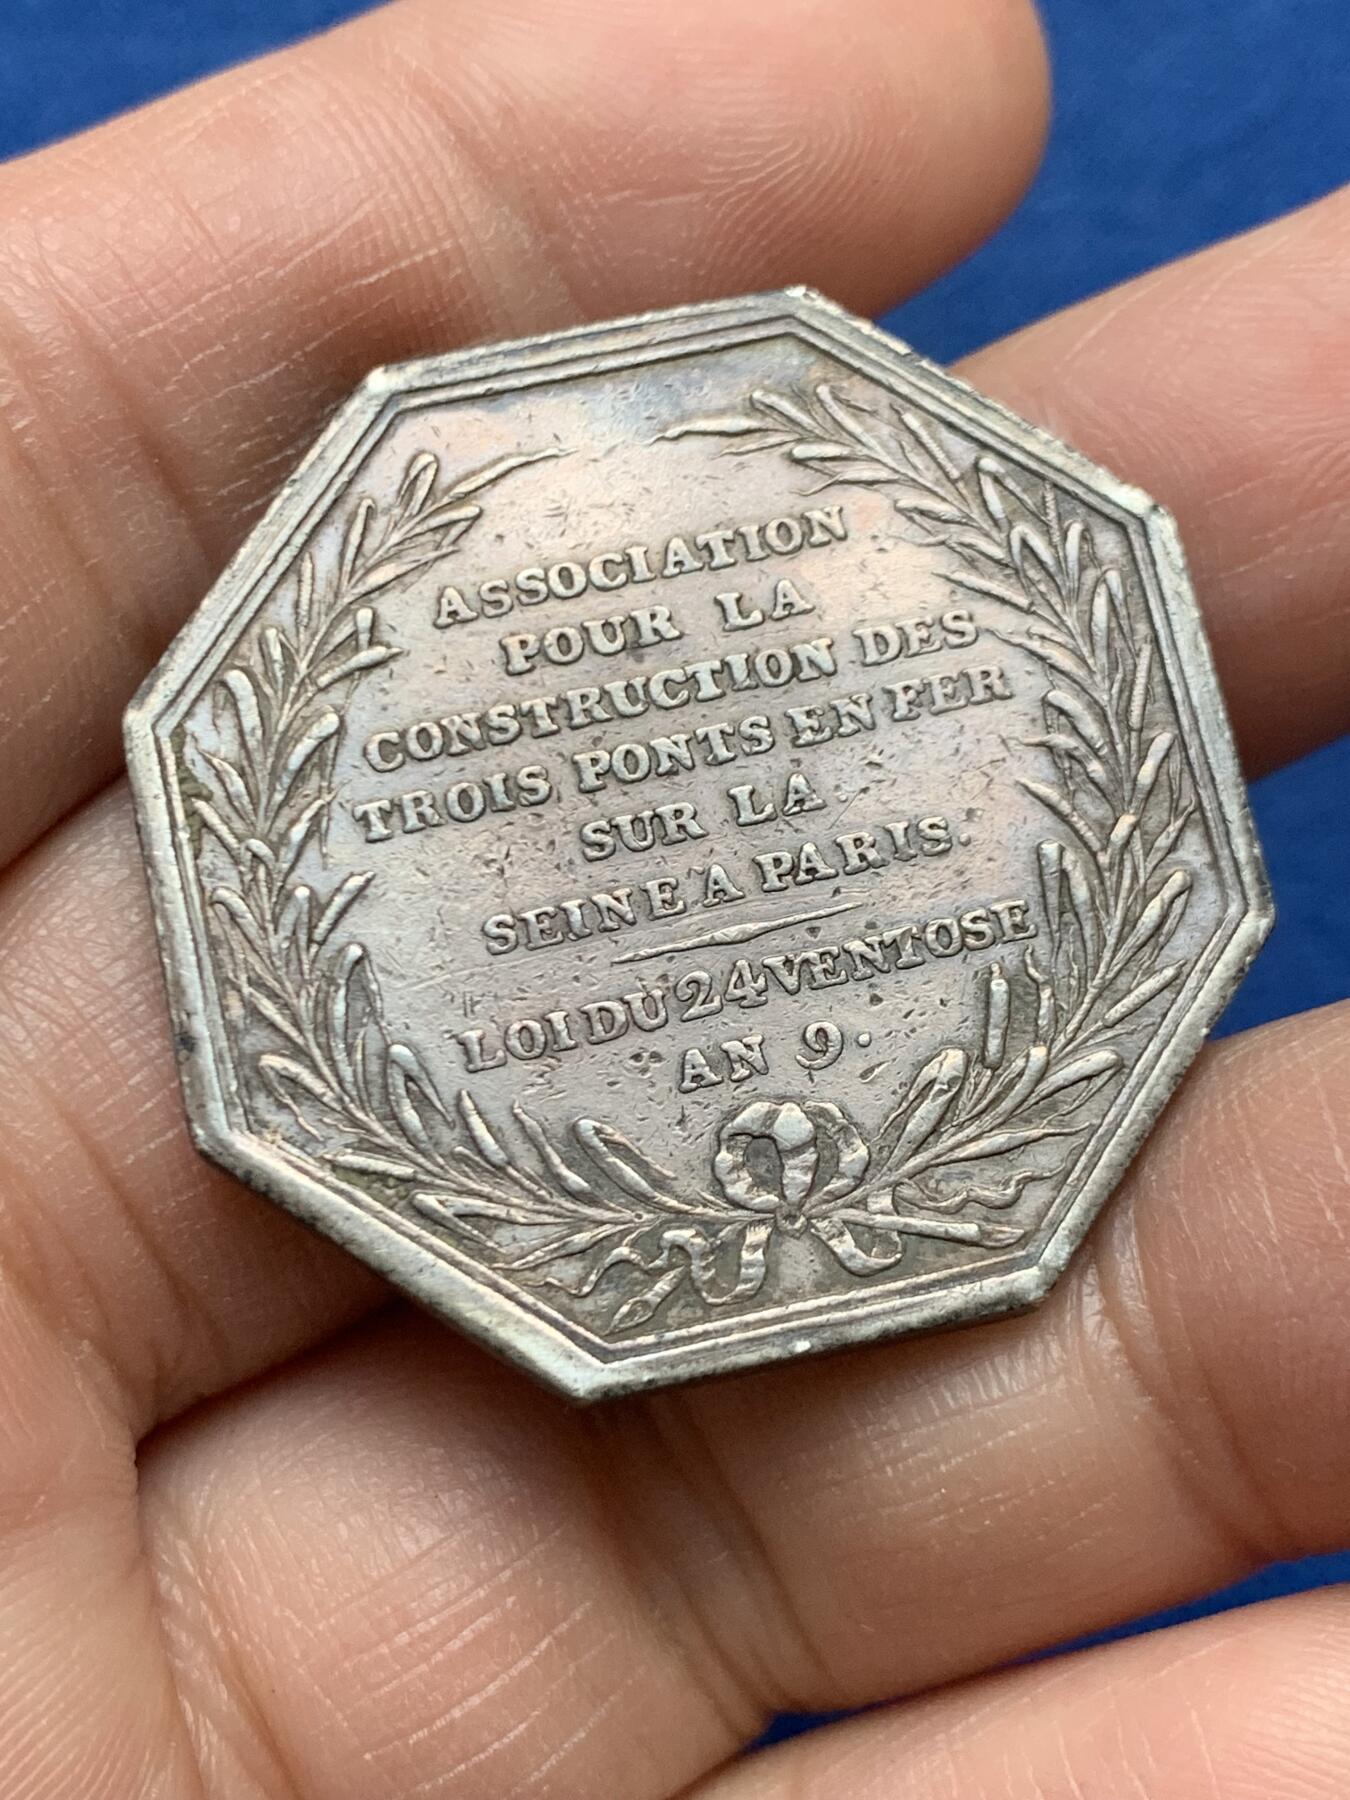 ASSOCIATION
POUR LA
CONSTRUCTION DES
TROIS PONTS EN FER
SUR LA
SEINE A PARIS.
LOI DU 24 VENTOSE
AN 9.